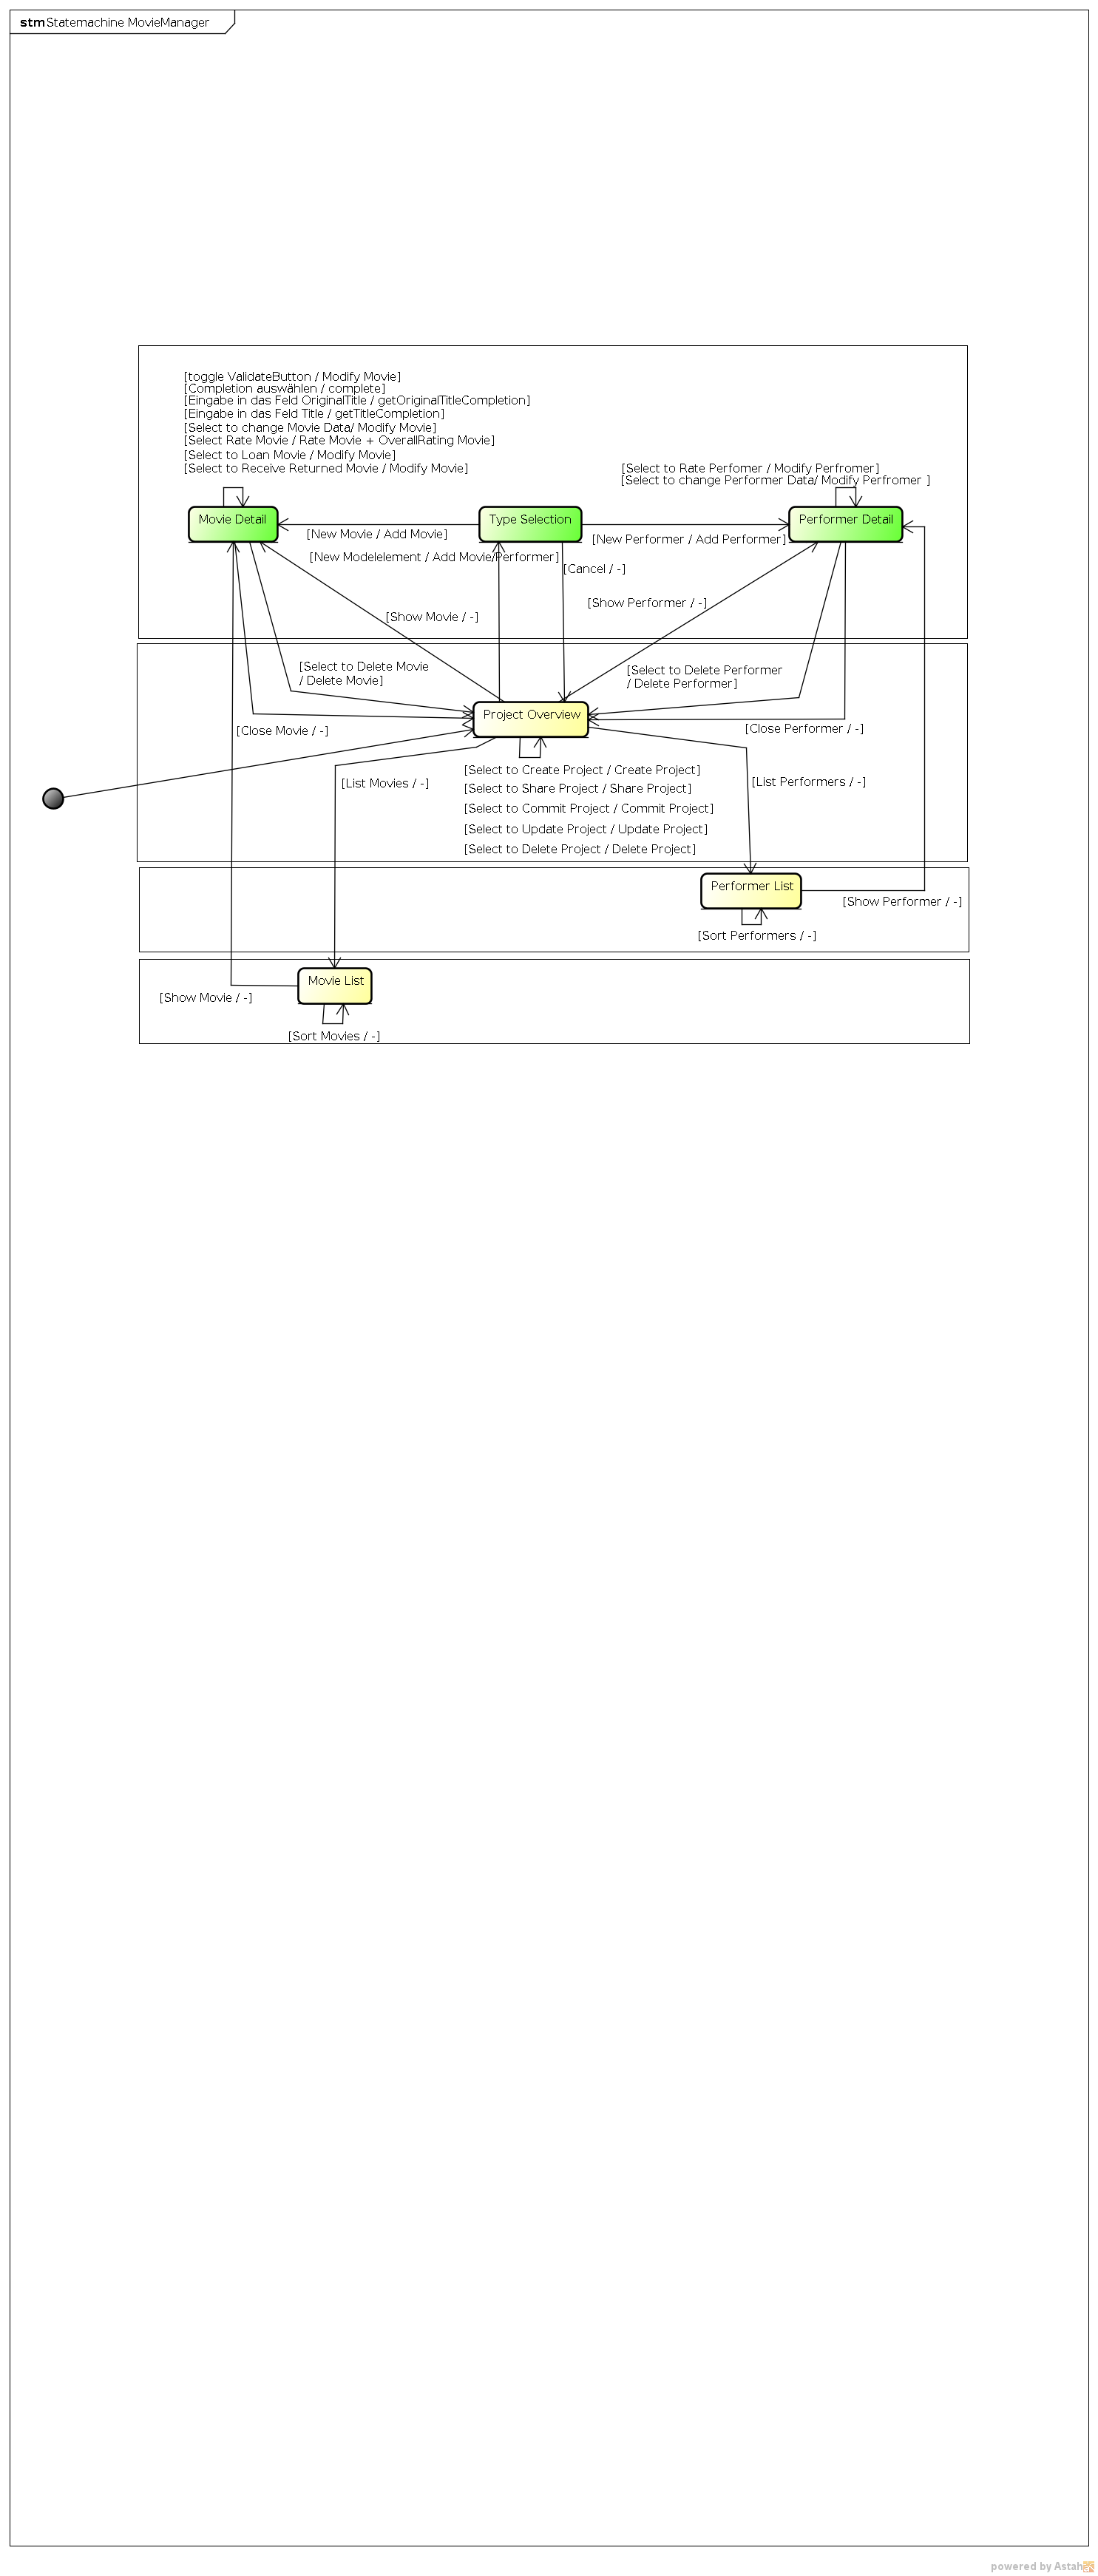 stm Statemachine MovieManager
[toggle ValidateButton / Modify Movie]
[Completion auswählen / complete]
[Eingabe in das Feld OriginalTitle / getOriginalTitleCompletion]
[Eingabe in das Feld Title / getTitleCompletion]
[Select to change Movie Data/ Modify Movie]
[Select Rate Movie / Rate Movie + OverallRating Movie]
[Select to Loan Movie / Modify Movie]
[Select to Receive Returned Movie / Modify Movie]
[Select to Rate Perfomer / Modify Perfromer]
[Select to change Performer Data/ Modify Perfromer ]
Movie Detail
Type Selection
Performer Detail
[New Movie / Add Movie]
[New Performer / Add Performer]
[New Modelelement / Add Movie/Performer]
[Cancel / -]
[Show Performer / -]
[Show Movie / -]
[Select to Delete Movie
/ Delete Movie]
[Select to Delete Performer
/ Delete Performer]
Project Overview
[Close Movie / -]
[Close Performer / -]
[List Movies / -]
[List Performers / -]
[Select to Create Project / Create Project]
[Select to Share Project / Share Project]
[Select to Commit Project / Commit Project]
[Select to Update Project / Update Project]
[Select to Delete Project / Delete Project]
Performer List
[Show Performer / -]
[Sort Performers / -]
Movie List
[Show Movie / -]
[Sort Movies / -]
powered by Astah